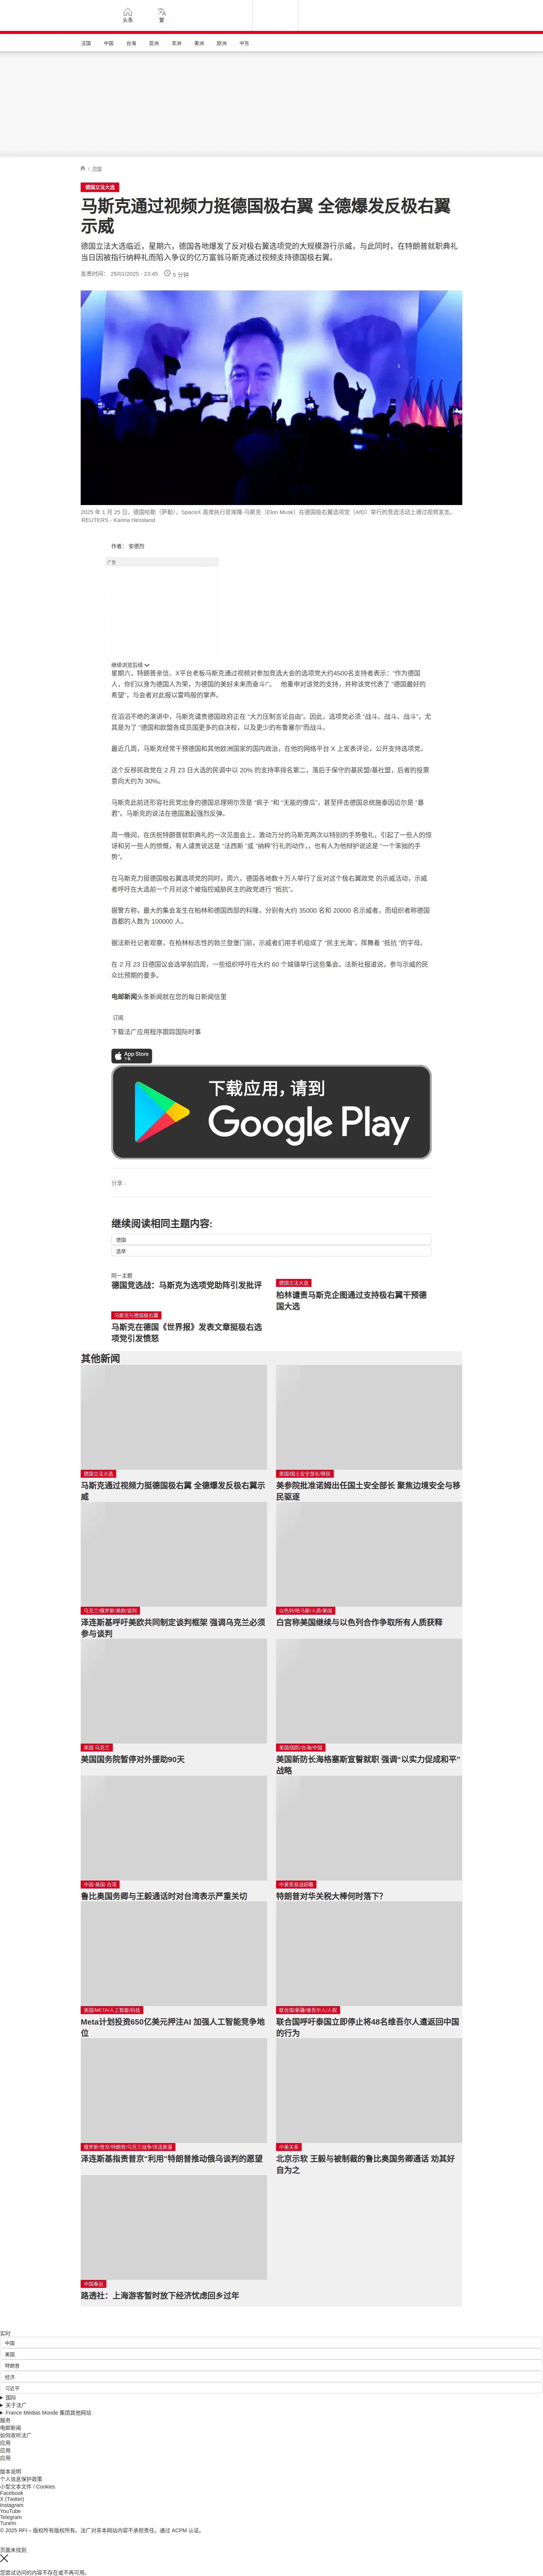 头条
繁
法国
中国
台海
亚洲
非洲
美洲
欧洲
中东
/ 德国
德国立法大选
马斯克通过视频力挺德国极右翼 全德爆发反极右翼
示威
德国立法大选临近，星期六，德国各地爆发了反对极右翼选项党的大规模游行示威，与此同时，在特朗普就职典礼
当日因被指行纳粹礼而陷入争议的亿万富翁马斯克通过视频支持德国极右翼。
发表时间： 25/01/2025 - 23:45 5 分钟
2025 年 1 月 25 日，德国哈勒（萨勒），SpaceX 首席执行官埃隆-马斯克（Elon Musk）在德国极右翼选项党（AfD）举行的竞选活动上通过视频发言。
REUTERS - Karina Hessland
作者： 安德烈
广告
继续浏览后续
星期六，特朗普亲信、X平台老板马斯克通过视频对参加竞选大会的选项党大约4500名支持者表示："作为德国
人，你们以身为德国人为荣，为德国的美好未来而奋斗!"。 他重申对该党的支持，并称该党代表了 "德国最好的
希望"，与会者对此报以雷鸣般的掌声。
在滔滔不绝的演讲中，马斯克谴责德国政府正在 "大力压制言论自由"。因此，选项党必须 "战斗、战斗、战斗"，尤
其是为了 "德国和欧盟各成员国更多的自决权，以及更少的布鲁塞尔"而战斗。
最近几周，马斯克经常干预德国和其他欧洲国家的国内政治，在他的网络平台 X 上发表评论，公开支持选项党。
这个反移民政党在 2 月 23 日大选的民调中以 20% 的支持率排名第二，落后于保守的基民盟/基社盟，后者的投票
意向大约为 30%。
马斯克此前还形容社民党出身的德国总理朔尔茨是 "疯子 "和 "无能的傻瓜"，甚至抨击德国总统施泰因迈尔是 "暴
君"。马斯克的说法在德国激起强烈反弹。
周一晚间，在庆祝特朗普就职典礼的一次见面会上，激动万分的马斯克两次以特别的手势敬礼，引起了一些人的惊
讶和另一些人的愤慨，有人谴责说这是 "法西斯 "或 "纳粹"行礼的动作,，也有人为他辩护说这是 "一个笨拙的手
势"。
在马斯克力挺德国极右翼选项党的同时，周六，德国各地数十万人举行了反对这个极右翼政党 的示威活动，示威
者呼吁在大选前一个月对这个被指控威胁民主的政党进行 "抵抗"。
据警方称，最大的集会发生在柏林和德国西部的科隆，分别有大约 35000 名和 20000 名示威者，而组织者称德国
首都的人数为 100000 人。
据法新社记者观察，在柏林标志性的勃兰登堡门前，示威者们用手机组成了 "民主光海"，挥舞着 "抵抗 "的字母。
在 2 月 23 日德国议会选举前四周，一些组织呼吁在大约 60 个城镇举行这些集会。法新社报道说，参与示威的民
众比预期的要多。
电邮新闻头条新闻就在您的每日新闻信里
订阅
下载法广应用程序跟踪国际时事
App Store
下载
下载应用，请到
Google Play
分享 :
继续阅读相同主题内容:
德国
选举
同一主题
德国竞选战：马斯克为选项党助阵引发批评
德国立法大选
柏林谴责马斯克企图通过支持极右翼干预德
国大选
马斯克与德国极右翼
马斯克在德国《世界报》发表文章挺极右选
项党引发愤怒
其他新闻
德国立法大选
马斯克通过视频力挺德国极右翼 全德爆发反极右翼示
威
美国/国土安全部长/移民
美参院批准诺姆出任国土安全部长 聚焦边境安全与移
民驱逐
乌克兰/俄罗斯/美欧/谈判
泽连斯基呼吁美欧共同制定谈判框架 强调乌克兰必须
参与谈判
以色列/哈马斯/人质/美国
白宫称美国继续与以色列合作争取所有人质获释
美国 乌克兰
美国国务院暂停对外援助90天
美国/国防/台海/中国
美国新防长海格塞斯宣誓就职 强调"以实力促成和平"
战略
中国-美国-台湾
鲁比奥国务卿与王毅通话时对台湾表示严重关切
中美贸易战前瞻
特朗普对华关税大棒何时落下?
美国/META/人工智能/科技
Meta计划投资650亿美元押注AI 加强人工智能竞争地
位
联合国/新疆/维吾尔人/人权
联合国呼吁泰国立即停止将48名维吾尔人遣返回中国
的行为
俄罗斯/普京/特朗普/乌克兰战争/泽连斯基
泽连斯基指责普京"利用"特朗普推动俄乌谈判的愿望
中美关系
北京示软 王毅与被制裁的鲁比奥国务卿通话 劝其好
自为之
中国春运
路透社：上海游客暂时放下经济忧虑回乡过年
实时
中国
美国
特朗普
经济
习近平
国际
关于法广
France Médias Monde 集团其他网站
服务
电邮新闻
如何收听法广
应用
应用
应用
版本说明
个人信息保护政策
小型文本文件 / Cookies
Facebook
X (Twitter)
Instagram
YouTube
Telegram
TuneIn
© 2025 RFI – 版权所有版权所有。法广对非本网站内容不承担责任。通过 ACPM 认证。
页面未找到
您尝试访问的内容不存在或不再可用。